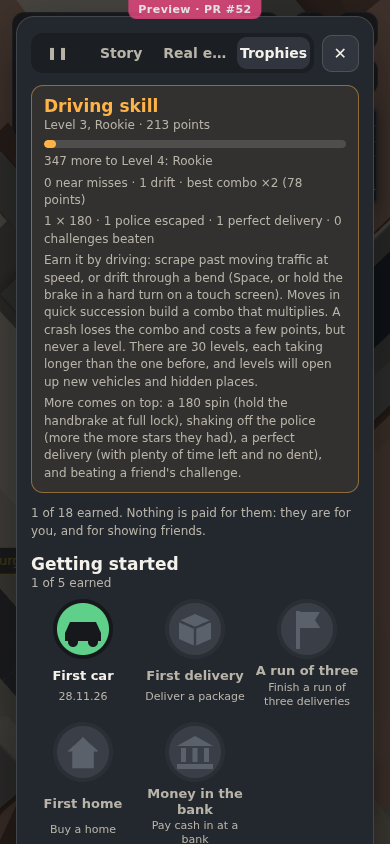 Preview · PR #52
Story Real e… Trophies ✕
Driving skill
Level 3, Rookie · 213 points
347 more to Level 4: Rookie
0 near misses · 1 drift · best combo ×2 (78
points)
1 × 180 · 1 police escaped · 1 perfect delivery · 0
challenges beaten
Earn it by driving: scrape past moving traffic at
speed, or drift through a bend (Space, or hold the
brake in a hard turn on a touch screen). Moves in
quick succession build a combo that multiplies. A
crash loses the combo and costs a few points, but
never a level. There are 30 levels, each taking
longer than the one before, and levels will open
up new vehicles and hidden places.
More comes on top: a 180 spin (hold the
handbrake at full lock), shaking off the police
(more the more stars they had), a perfect
delivery (with plenty of time left and no dent),
and beating a friend's challenge.
1 of 18 earned. Nothing is paid for them: they are for
you, and for showing friends.
Getting started
1 of 5 earned
First car
28.11.26
First delivery
Deliver a package
A run of three
Finish a run of
three deliveries
First home
Buy a home
Money in the
bank
Pay cash in at a
bank